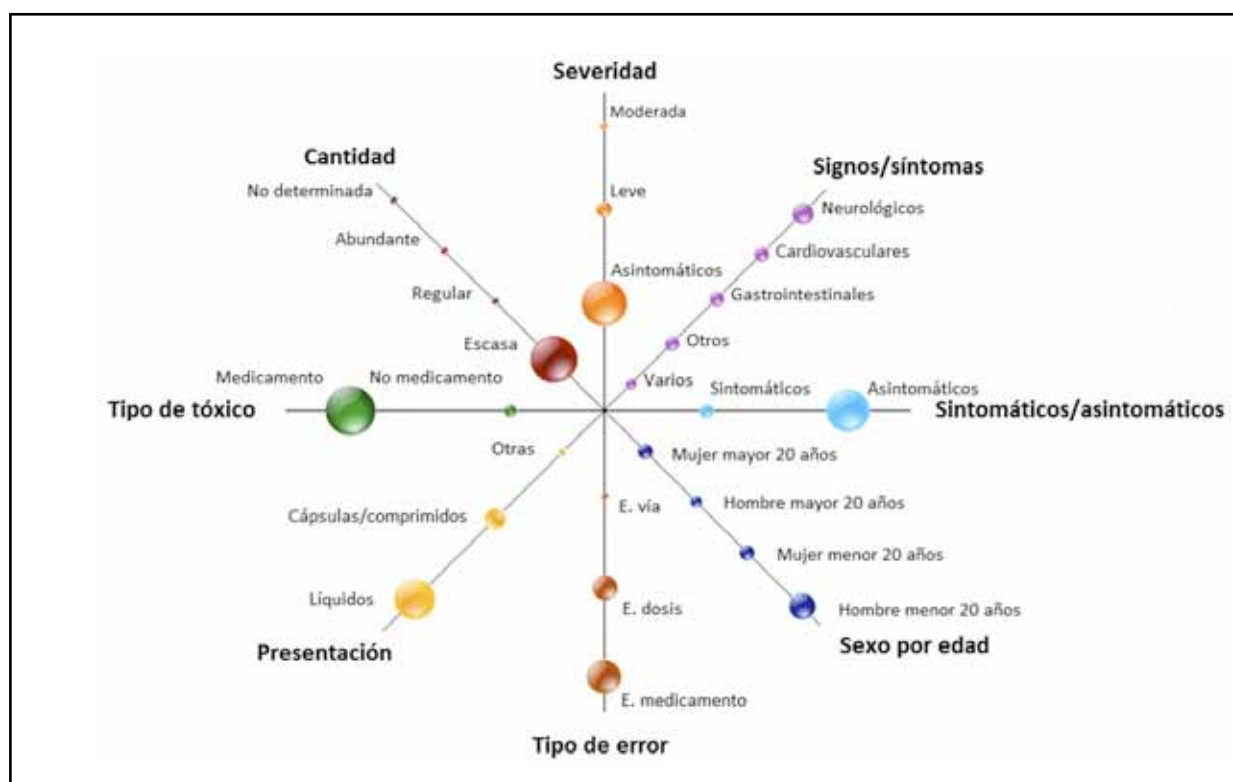 Severidad
Moderada
Leve
Asintomáticos
Cantidad
No determinada
Abundante
Regular
Escasa
Signos/síntomas
Neurológicos
Cardiovasculares
Gastrointestinales
Otros
Varios
Tipo de tóxico
Medicamento
No medicamento
Sintomáticos
Asintomáticos
Sintomáticos/asintomáticos
Otras
Cápsulas/comprimidos
Líquidos
Presentación
E. vía
E. dosis
E. medicamento
Tipo de error
Mujer mayor 20 años
Hombre mayor 20 años
Mujer menor 20 años
Hombre menor 20 años
Sexo por edad